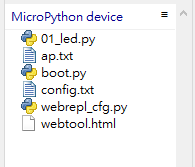 MicroPython device
01_led.py
ap.txt
boot.py
config.txt
webrepl_cfg.py
webtool.html